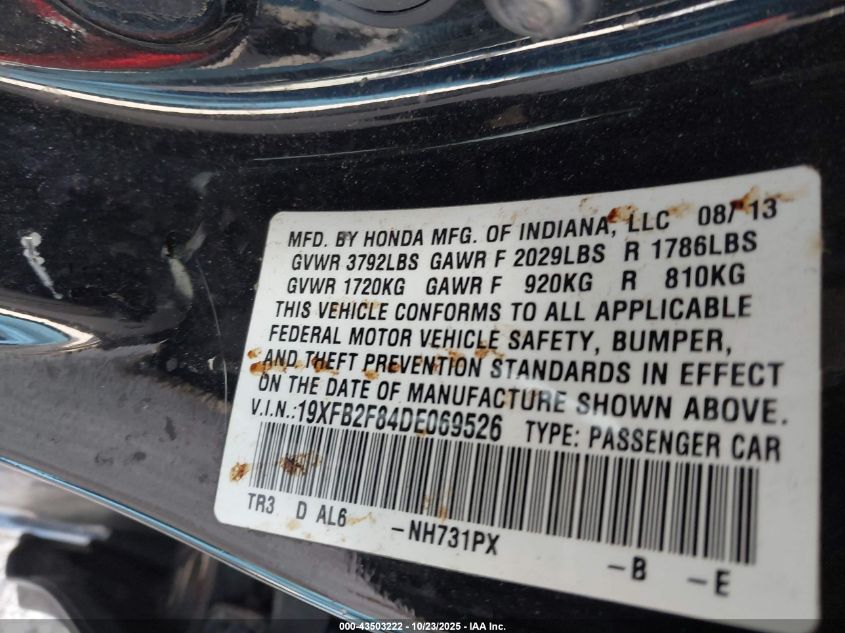 MFD. BY HONDA MFG. OF INDIANA, LLC 08/ 13
GVWR 3792LBS GAWR F 2029LBS R 1786LBS
GVWR 1720KG GAWR F 920KG R 810KG
THIS VEHICLE CONFORMS TO ALL APPLICABLE
FEDERAL MOTOR VEHICLE SAFETY, BUMPER,
AND THEFT PREVENTION STANDARDS IN EFFECT
ON THE DATE OF MANUFACTURE SHOWN ABOVE.
V.I.N.:19XFB2F84DE069526 TYPE: PASSENGER CAR
TR3 D AL6 -NH731PX -B -E
000-43503222 - 10/23/2025 - IAA Inc.